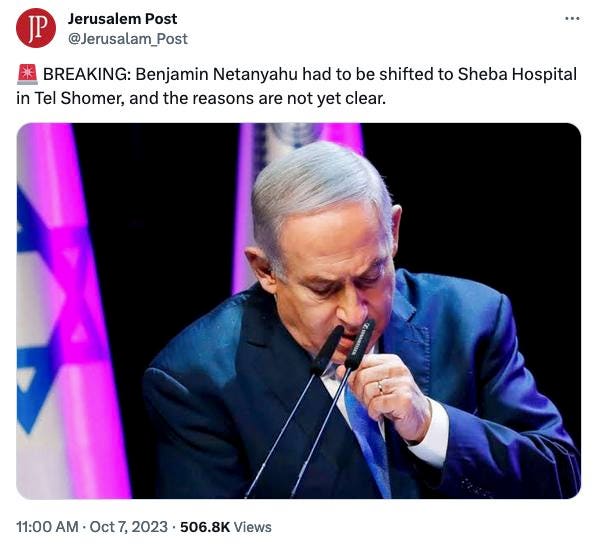 Jerusalem Post
@Jerusalam_Post
🚨 BREAKING: Benjamin Netanyahu had to be shifted to Sheba Hospital
in Tel Shomer, and the reasons are not yet clear.
11:00 AM · Oct 7, 2023 · 506.8K Views